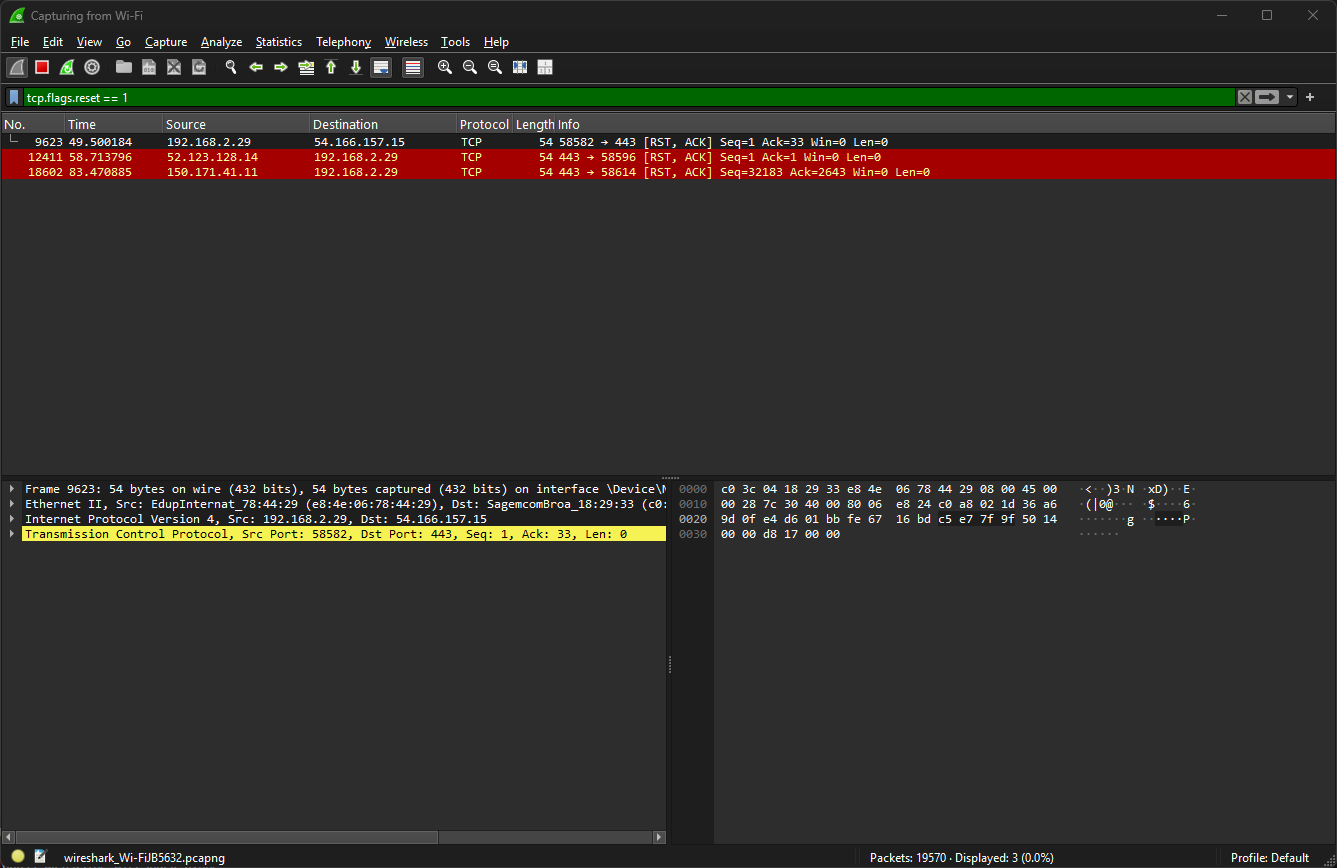 Capturing from Wi-Fi
File Edit View Go Capture Analyze Statistics Telephony Wireless Tools Help
tcp.flags.reset == 1
No. Time Source Destination Protocol Length Info
9623 49.500184 192.168.2.29 54.166.157.15 TCP 54 58582 → 443 [RST, ACK] Seq=1 Ack=33 Win=0 Len=0
12411 58.713796 52.123.128.14 192.168.2.29 TCP 54 443 → 58596 [RST, ACK] Seq=1 Ack=1 Win=0 Len=0
18602 83.470885 150.171.41.11 192.168.2.29 TCP 54 443 → 58614 [RST, ACK] Seq=32183 Ack=2643 Win=0 Len=0
Frame 9623: 54 bytes on wire (432 bits), 54 bytes captured (432 bits) on interface \Device\N
Ethernet II, Src: EdupInternat_78:44:29 (e8:4e:06:78:44:29), Dst: SagemcomBroa_18:29:33 (c0:
Internet Protocol Version 4, Src: 192.168.2.29, Dst: 54.166.157.15
Transmission Control Protocol, Src Port: 58582, Dst Port: 443, Seq: 1, Ack: 33, Len: 0
0000 c0 3c 04 18 29 33 e8 4e 06 78 44 29 08 00 45 00 ·<··)3·N ·xD)··E·
0010 00 28 7c 30 40 00 80 06 e8 24 c0 a8 02 1d 36 a6 ·(|0@··· ·$····6·
0020 9d 0f e4 d6 01 bb fe 67 16 bd c5 e7 7f 9f 50 14 ·······g ······P·
0030 00 00 d8 17 00 00 ······
wireshark_Wi-FiJB5632.pcapng
Packets: 19570 · Displayed: 3 (0.0%)
Profile: Default